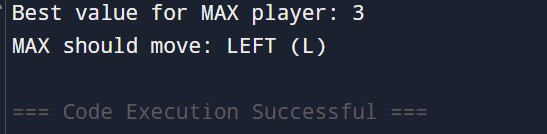 Best value for MAX player: 3
MAX should move: LEFT (L)
=== Code Execution Successful ===